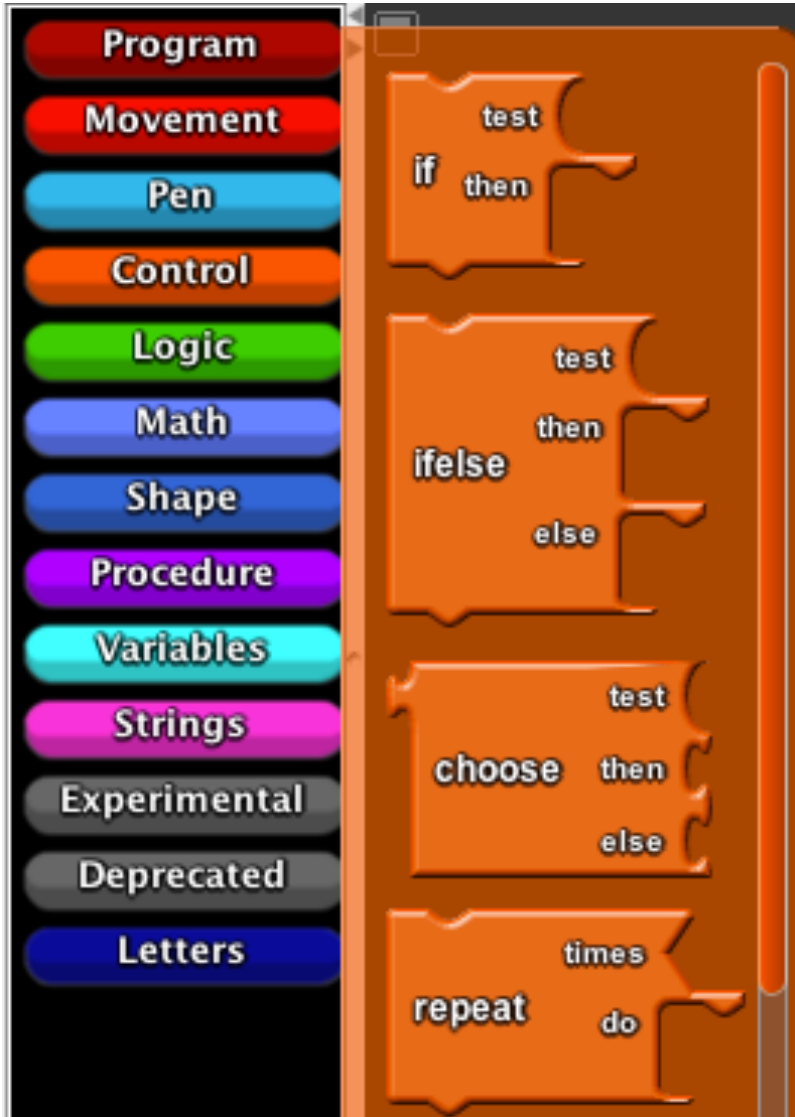 Program
Movement
Pen
Control
Logic
Math
Shape
Procedure
Variables
Strings
Experimental
Deprecated
Letters
test
if then
test
then
ifelse
else
test
choose then
else
times
repeat do